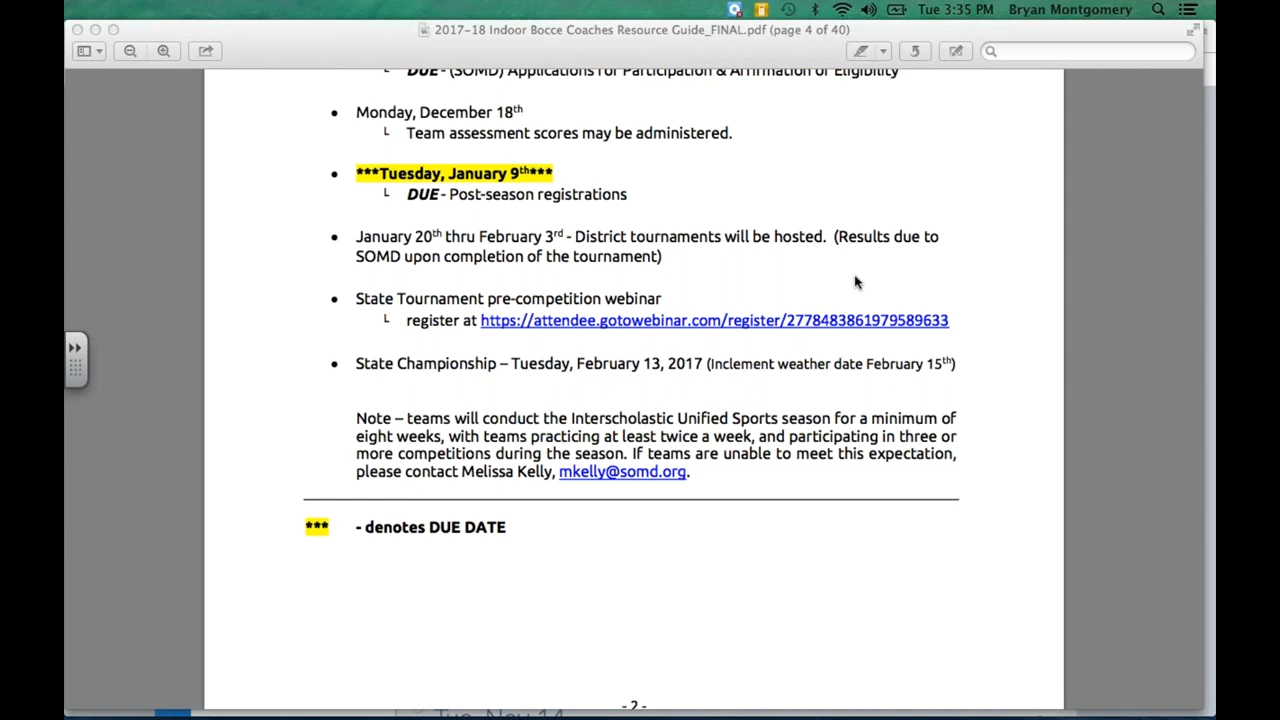 Tue 3:35 PM Bryan Montgomery
2017-18 Indoor Bocce Coaches Resource Guide_FINAL.pdf (page 4 of 40)
DUE - (SOMD) Applications for Participation & Affirmation of Eligibility
• Monday, December 18th
Team assessment scores may be administered.
• ***Tuesday, January 9th***
DUE - Post-season registrations
• January 20th thru February 3rd - District tournaments will be hosted. (Results due to
SOMD upon completion of the tournament)
• State Tournament pre-competition webinar
register at https://attendee.gotowebinar.com/register/2778483861979589633
• State Championship – Tuesday, February 13, 2017 (Inclement weather date February 15th)
Note – teams will conduct the Interscholastic Unified Sports season for a minimum of
eight weeks, with teams practicing at least twice a week, and participating in three or
more competitions during the season. If teams are unable to meet this expectation,
please contact Melissa Kelly, mkelly@somd.org.
*** - denotes DUE DATE
- 2 -
Tue, Nov 14